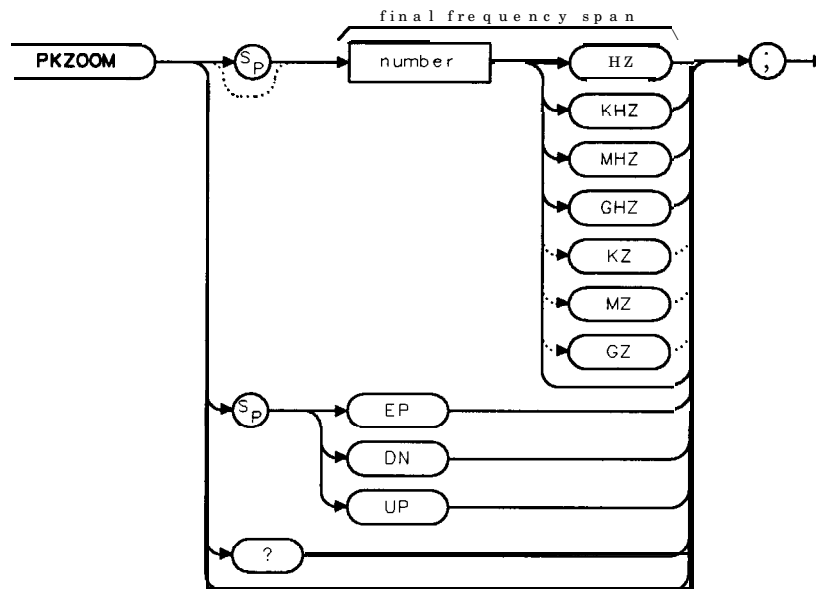 final frequency span
PKZOOM
SP
number
HZ
;
KHZ
MHZ
GHZ
KZ
MZ
GZ
SP
EP
DN
UP
?